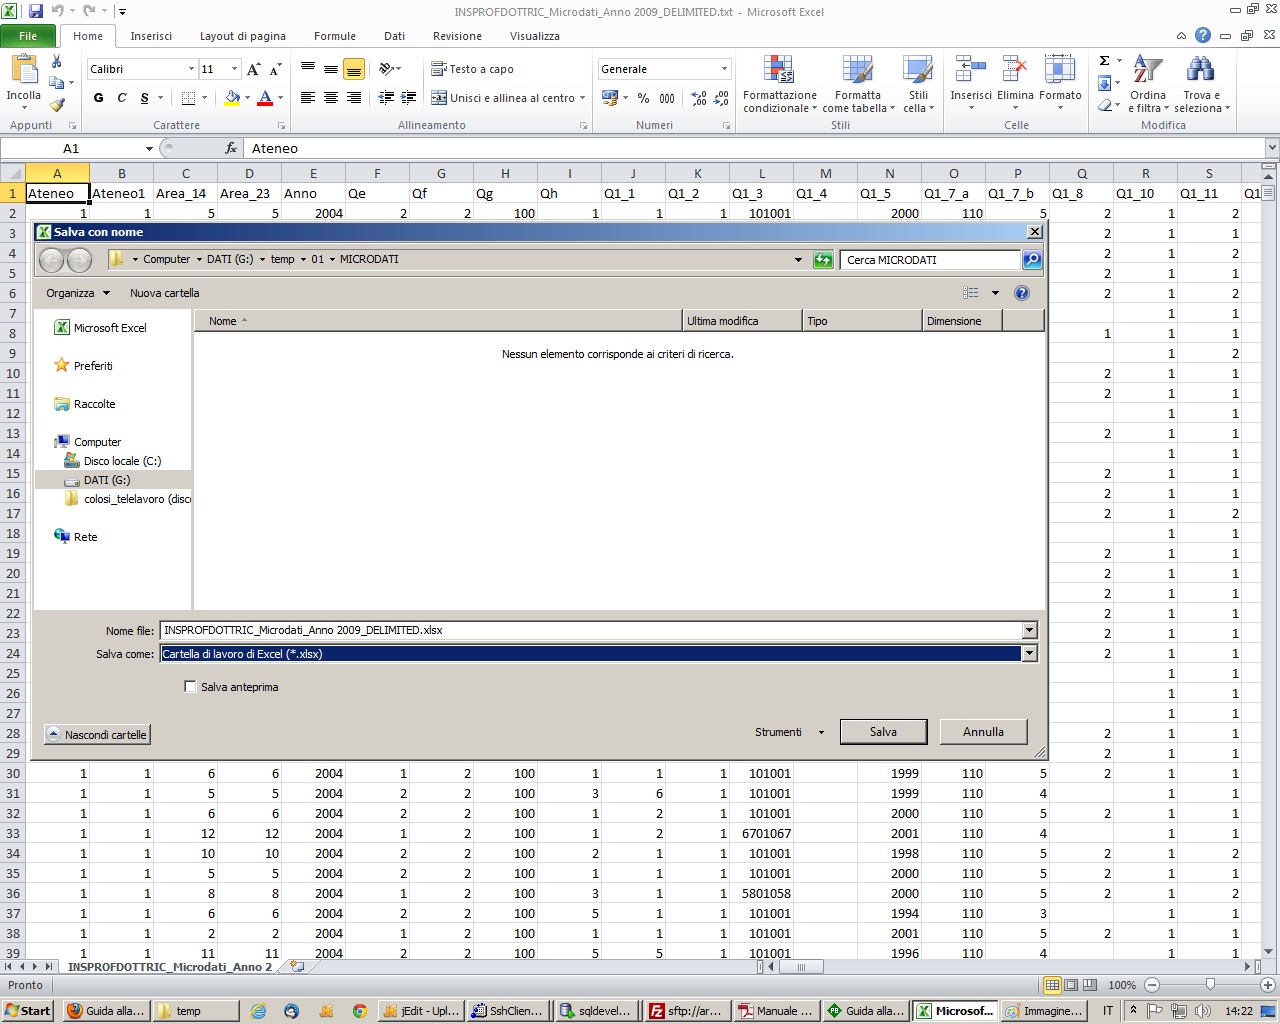 INSPROFDOTTRIC_Microdati_Anno 2009_DELIMITED.txt - Microsoft Excel
File Home Inserisci Layout di pagina Formule Dati Revisione Visualizza
Incolla
Calibri 11
G C S
Testo a capo
Unisci e allinea al centro
Generale
% 000
Formattazione condizionale
Formatta come tabella
Stili cella
Inserisci Elimina Formato
Ordina e filtra
Trova e seleziona
Appunti Carattere Allineamento Numeri Stili Celle Modifica
A1 fx Ateneo
A B C D E F G H I J K L M N O P Q R S
1 Ateneo Ateneo1 Area_14 Area_23 Anno Qe Qf Qg Qh Q1_1 Q1_2 Q1_3 Q1_4 Q1_5 Q1_7_a Q1_7_b Q1_8 Q1_10 Q1_11 Q1
2 1 1 5 5 2004 2 2 100 1 1 1 101001 2000 110 5 2 1 2
Salva con nome
Computer DATI (G:) temp 01 MICRODATI
Cerca MICRODATI
Organizza Nuova cartella
Microsoft Excel
Preferiti
Raccolte
Computer
Disco locale (C:)
DATI (G:)
colosi_telelavoro (disc
Rete
Nome Ultima modifica Tipo Dimensione
Nessun elemento corrisponde ai criteri di ricerca.
Nome file: INSPROFDOTTRIC_Microdati_Anno 2009_DELIMITED.xlsx
Salva come: Cartella di lavoro di Excel (*.xlsx)
Salva anteprima
Nascondi cartelle
Strumenti Salva Annulla
3 2 1 1
4 2 1 2
5 2 1 1
6 2 1 2
7 1 1
8 1 1 1
9 1 2
10 2 1 1
11 2 1 1
12 1 1
13 2 1 1
14 1 1
15 2 1 1
16 2 1 1
17 2 1 2
18 1 1
19 2 1 1
20 2 1 1
21 2 1 1
22 2 1 1
23 2 1 1
24 2 1 1
25 1 1
26 1 1
27 1 1
28 2 1 1
29 2 1 1
30 1 1 6 6 2004 1 2 100 1 1 1 101001 1999 110 5 2 1 1
31 1 1 5 5 2004 2 2 100 3 6 1 101001 1999 110 4 1 1
32 1 1 6 6 2004 2 2 100 1 2 1 101001 2000 110 5 2 1 1
33 1 1 12 12 2004 1 2 100 1 2 1 6701067 2001 110 4 1 1
34 1 1 10 10 2004 2 2 100 2 1 1 101001 1998 110 5 2 1 2
35 1 1 5 5 2004 2 2 100 1 1 1 101001 2000 110 5 2 1 1
36 1 1 8 8 2004 1 2 100 3 1 1 5801058 2000 110 5 2 1 2
37 1 1 6 6 2004 2 2 100 5 1 1 101001 1994 110 3 1 1
38 1 1 2 2 2004 1 2 100 1 1 1 101001 2001 110 5 2 1 1
39 1 1 11 11 2004 2 2 100 5 5 1 101001 1996 110 4 1 1
INSPROFDOTTRIC_Microdati_Anno 2
Pronto 100%
Start Guida alla... temp jEdit - Upl... SshClien... sqldevel... sftp://ar... Manuale ... Guida alla... Microsof... Immagine... IT 14:22